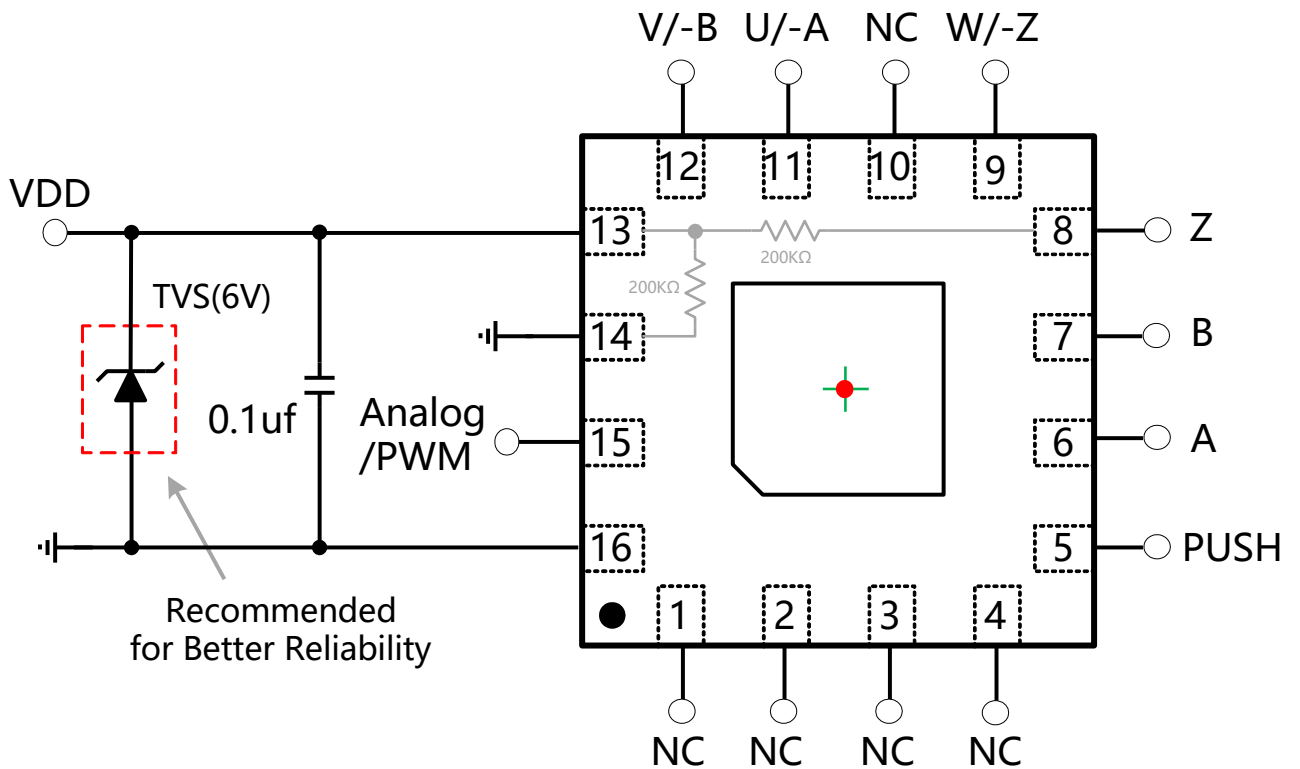 V/-B U/-A NC W/-Z
12 11 10 9
VDD
13 8 Z
200KΩ
TVS(6V) 200KΩ
14 7 B
0.1uf Analog
/PWM 15 6 A
16 5 PUSH
Recommended
for Better Reliability
1 2 3 4
NC NC NC NC